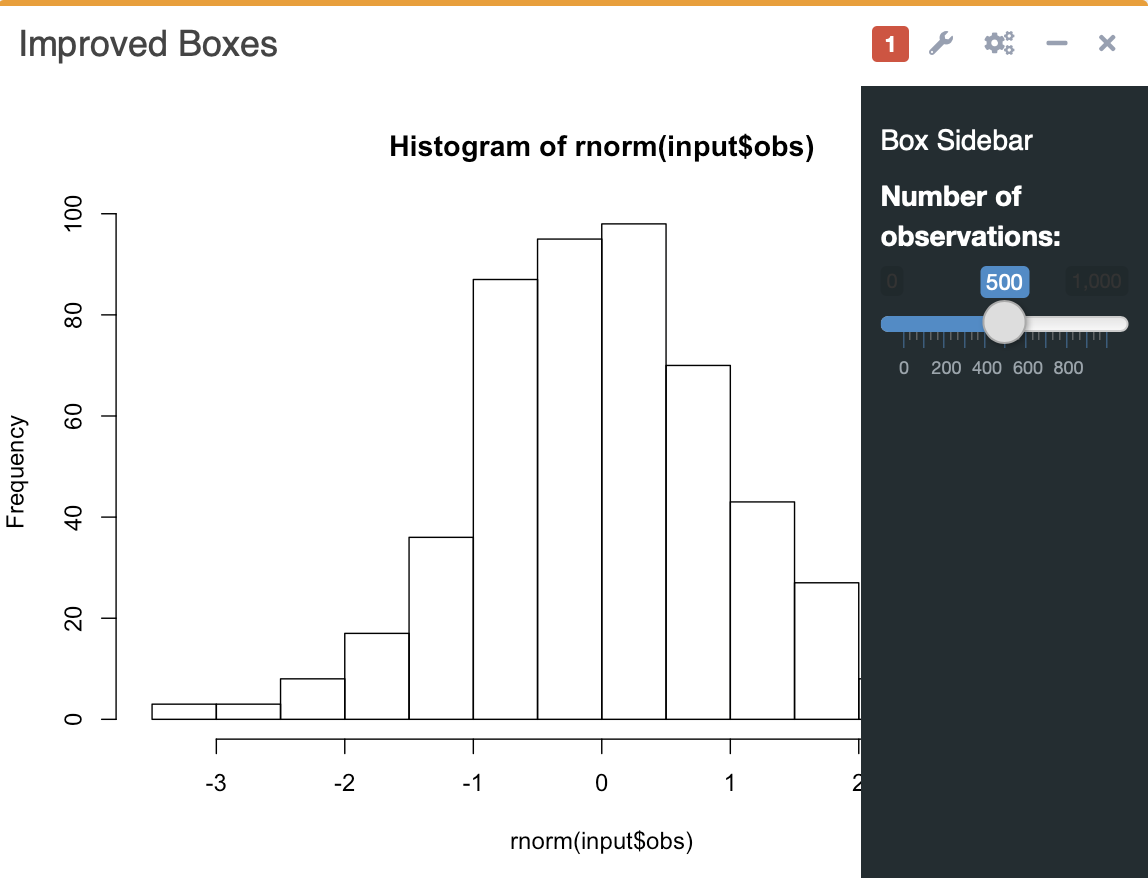 Improved Boxes
1
Histogram of rnorm(input$obs)
Frequency
100
80
60
40
20
0
-3 -2 -1 0 1 2
rnorm(input$obs)
Box Sidebar
Number of
observations:
0 500 1,000
0 200 400 600 800